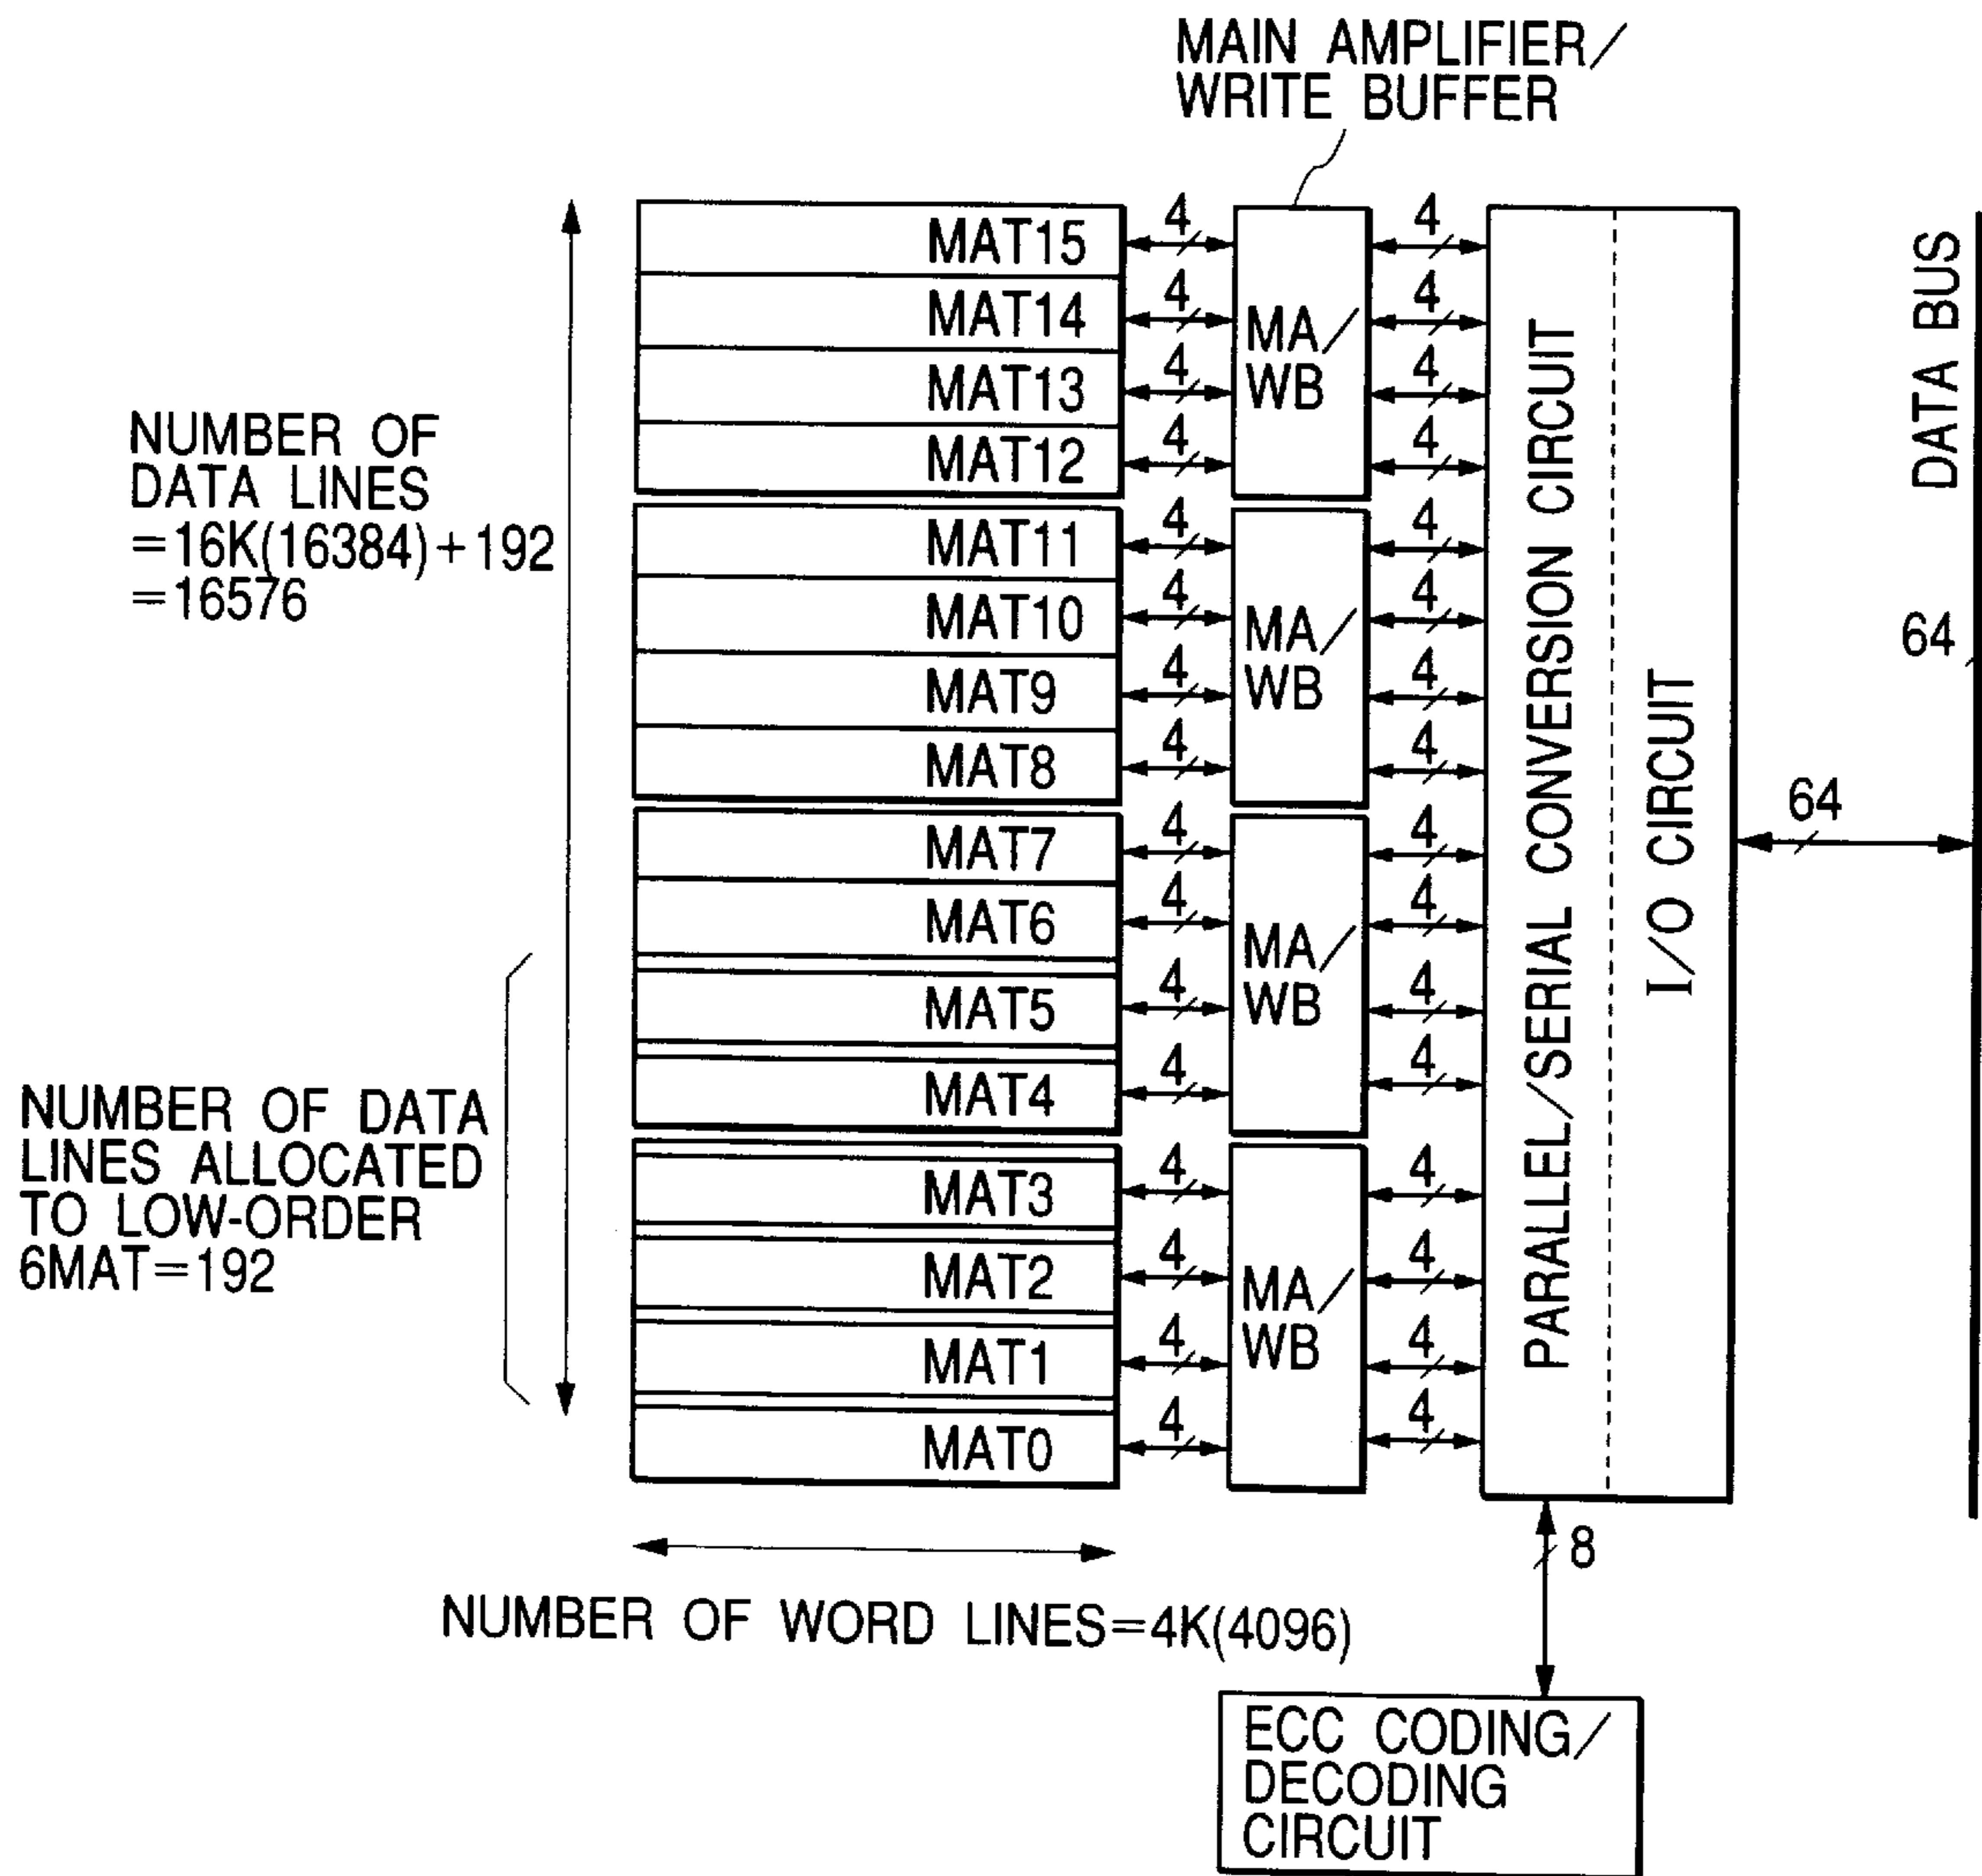 MAIN AMPLIFIER/
WRITE BUFFER
NUMBER OF
DATA LINES
=16K(16384)+192
=16576
NUMBER OF DATA
LINES ALLOCATED
TO LOW-ORDER
6MAT=192
MAT15
4
4
MAT14
4
4
MAT13
4
4
MAT12
4
4
MA/
WB
MAT11
4
4
MAT10
4
4
MAT9
4
4
MAT8
4
4
MA/
WB
MAT7
4
4
MAT6
4
4
MAT5
4
4
MAT4
4
4
MA/
WB
MAT3
4
4
MAT2
4
4
MAT1
4
4
MAT0
4
4
MA/
WB
PARALLEL/SERIAL CONVERSION CIRCUIT
I/O CIRCUIT
64
DATA BUS
64
8
NUMBER OF WORD LINES=4K(4096)
ECC CODING/
DECODING
CIRCUIT